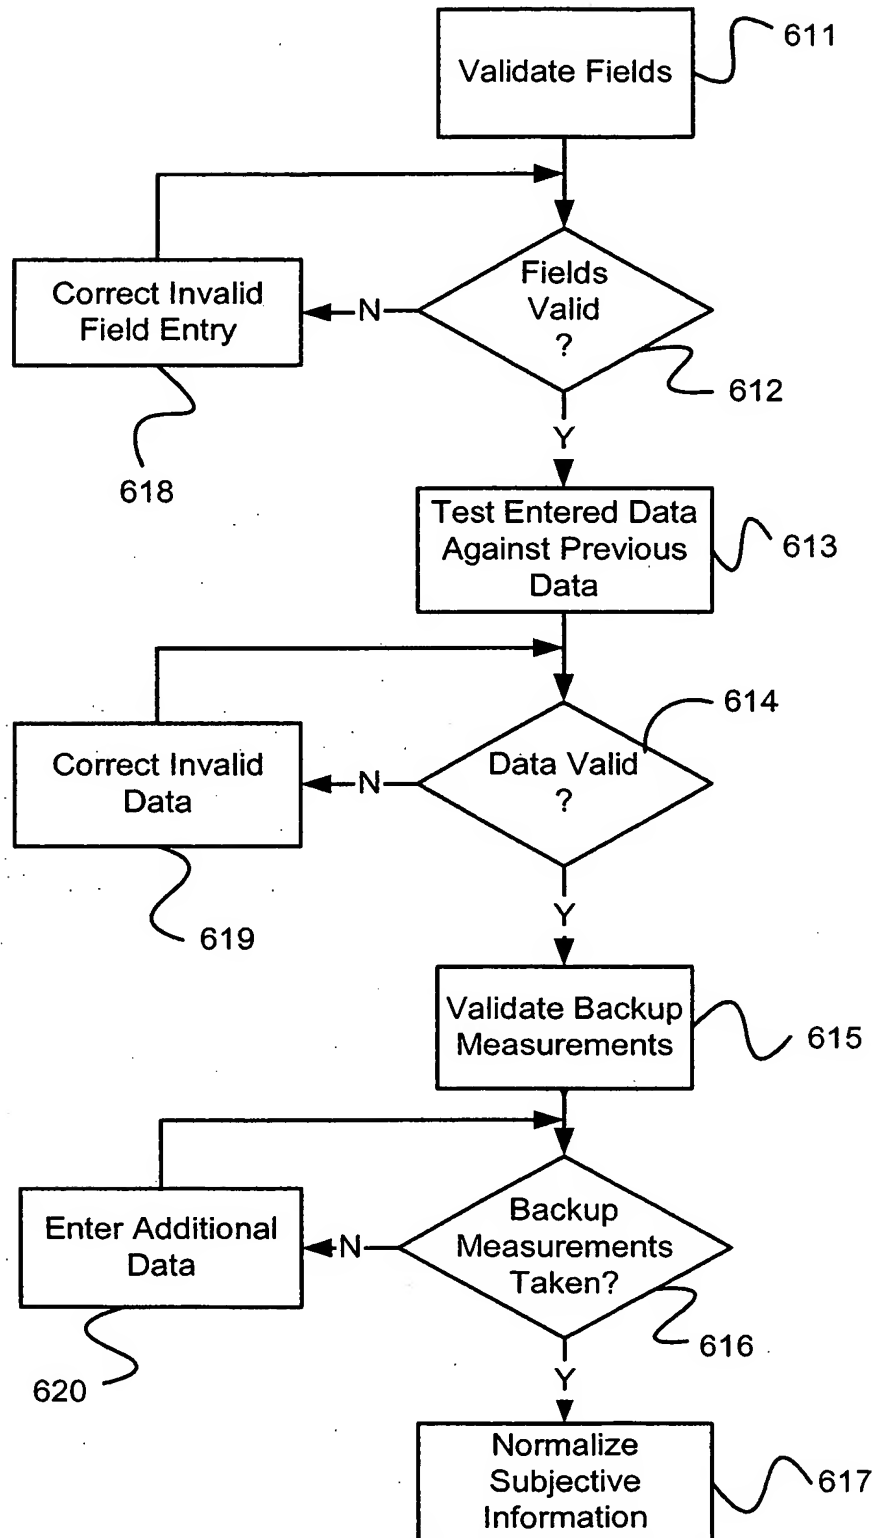 611
Validate Fields
Fields
Valid
?
Correct Invalid
Field Entry
N
612
618
Y
Test Entered Data
Against Previous
Data
613
614
Data Valid
?
Correct Invalid
Data
N
619
Y
Validate Backup
Measurements
615
Backup
Measurements
Taken?
Enter Additional
Data
N
616
620
Y
Normalize
Subjective
Information
617